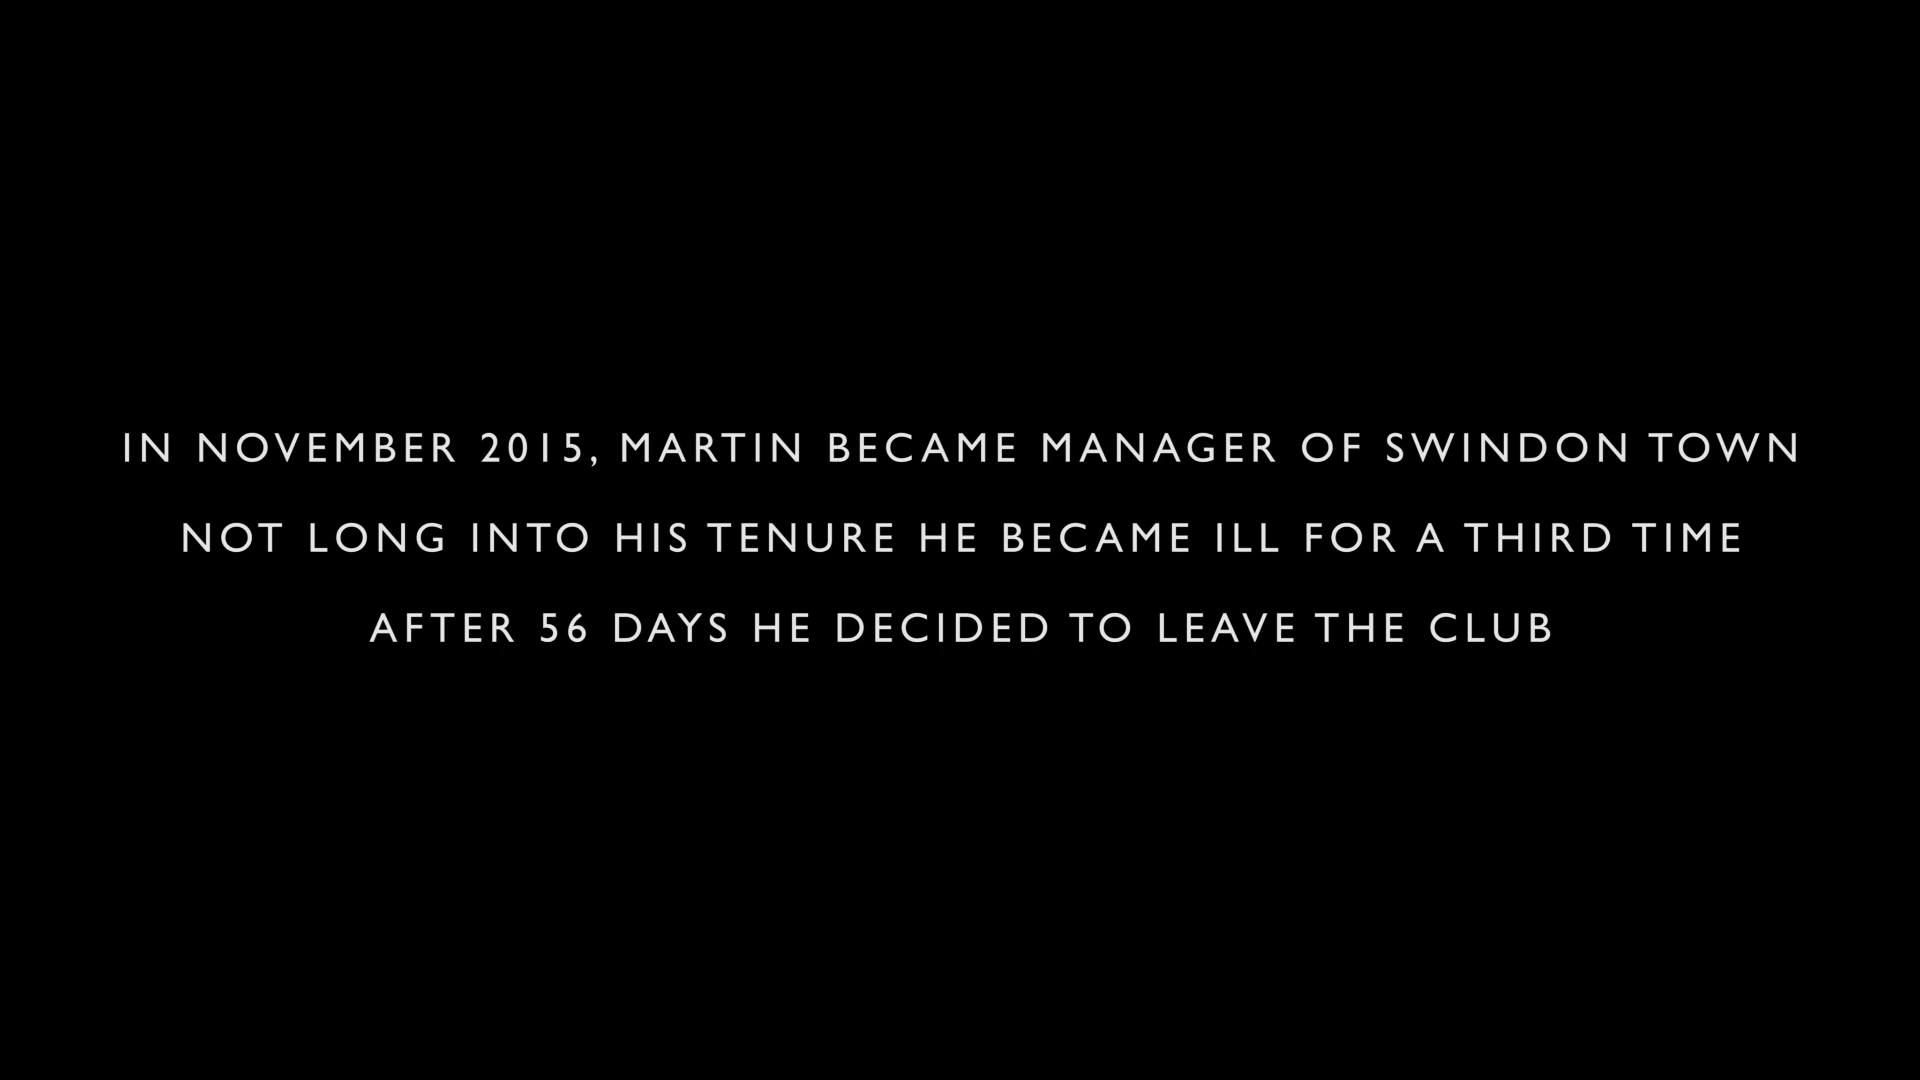 IN NOVEMBER 2015, MARTIN BECAME MANAGER OF SWINDON TOWN
NOT LONG INTO HIS TENURE HE BECAME ILL FOR A THIRD TIME
AFTER 56 DAYS HE DECIDED TO LEAVE THE CLUB